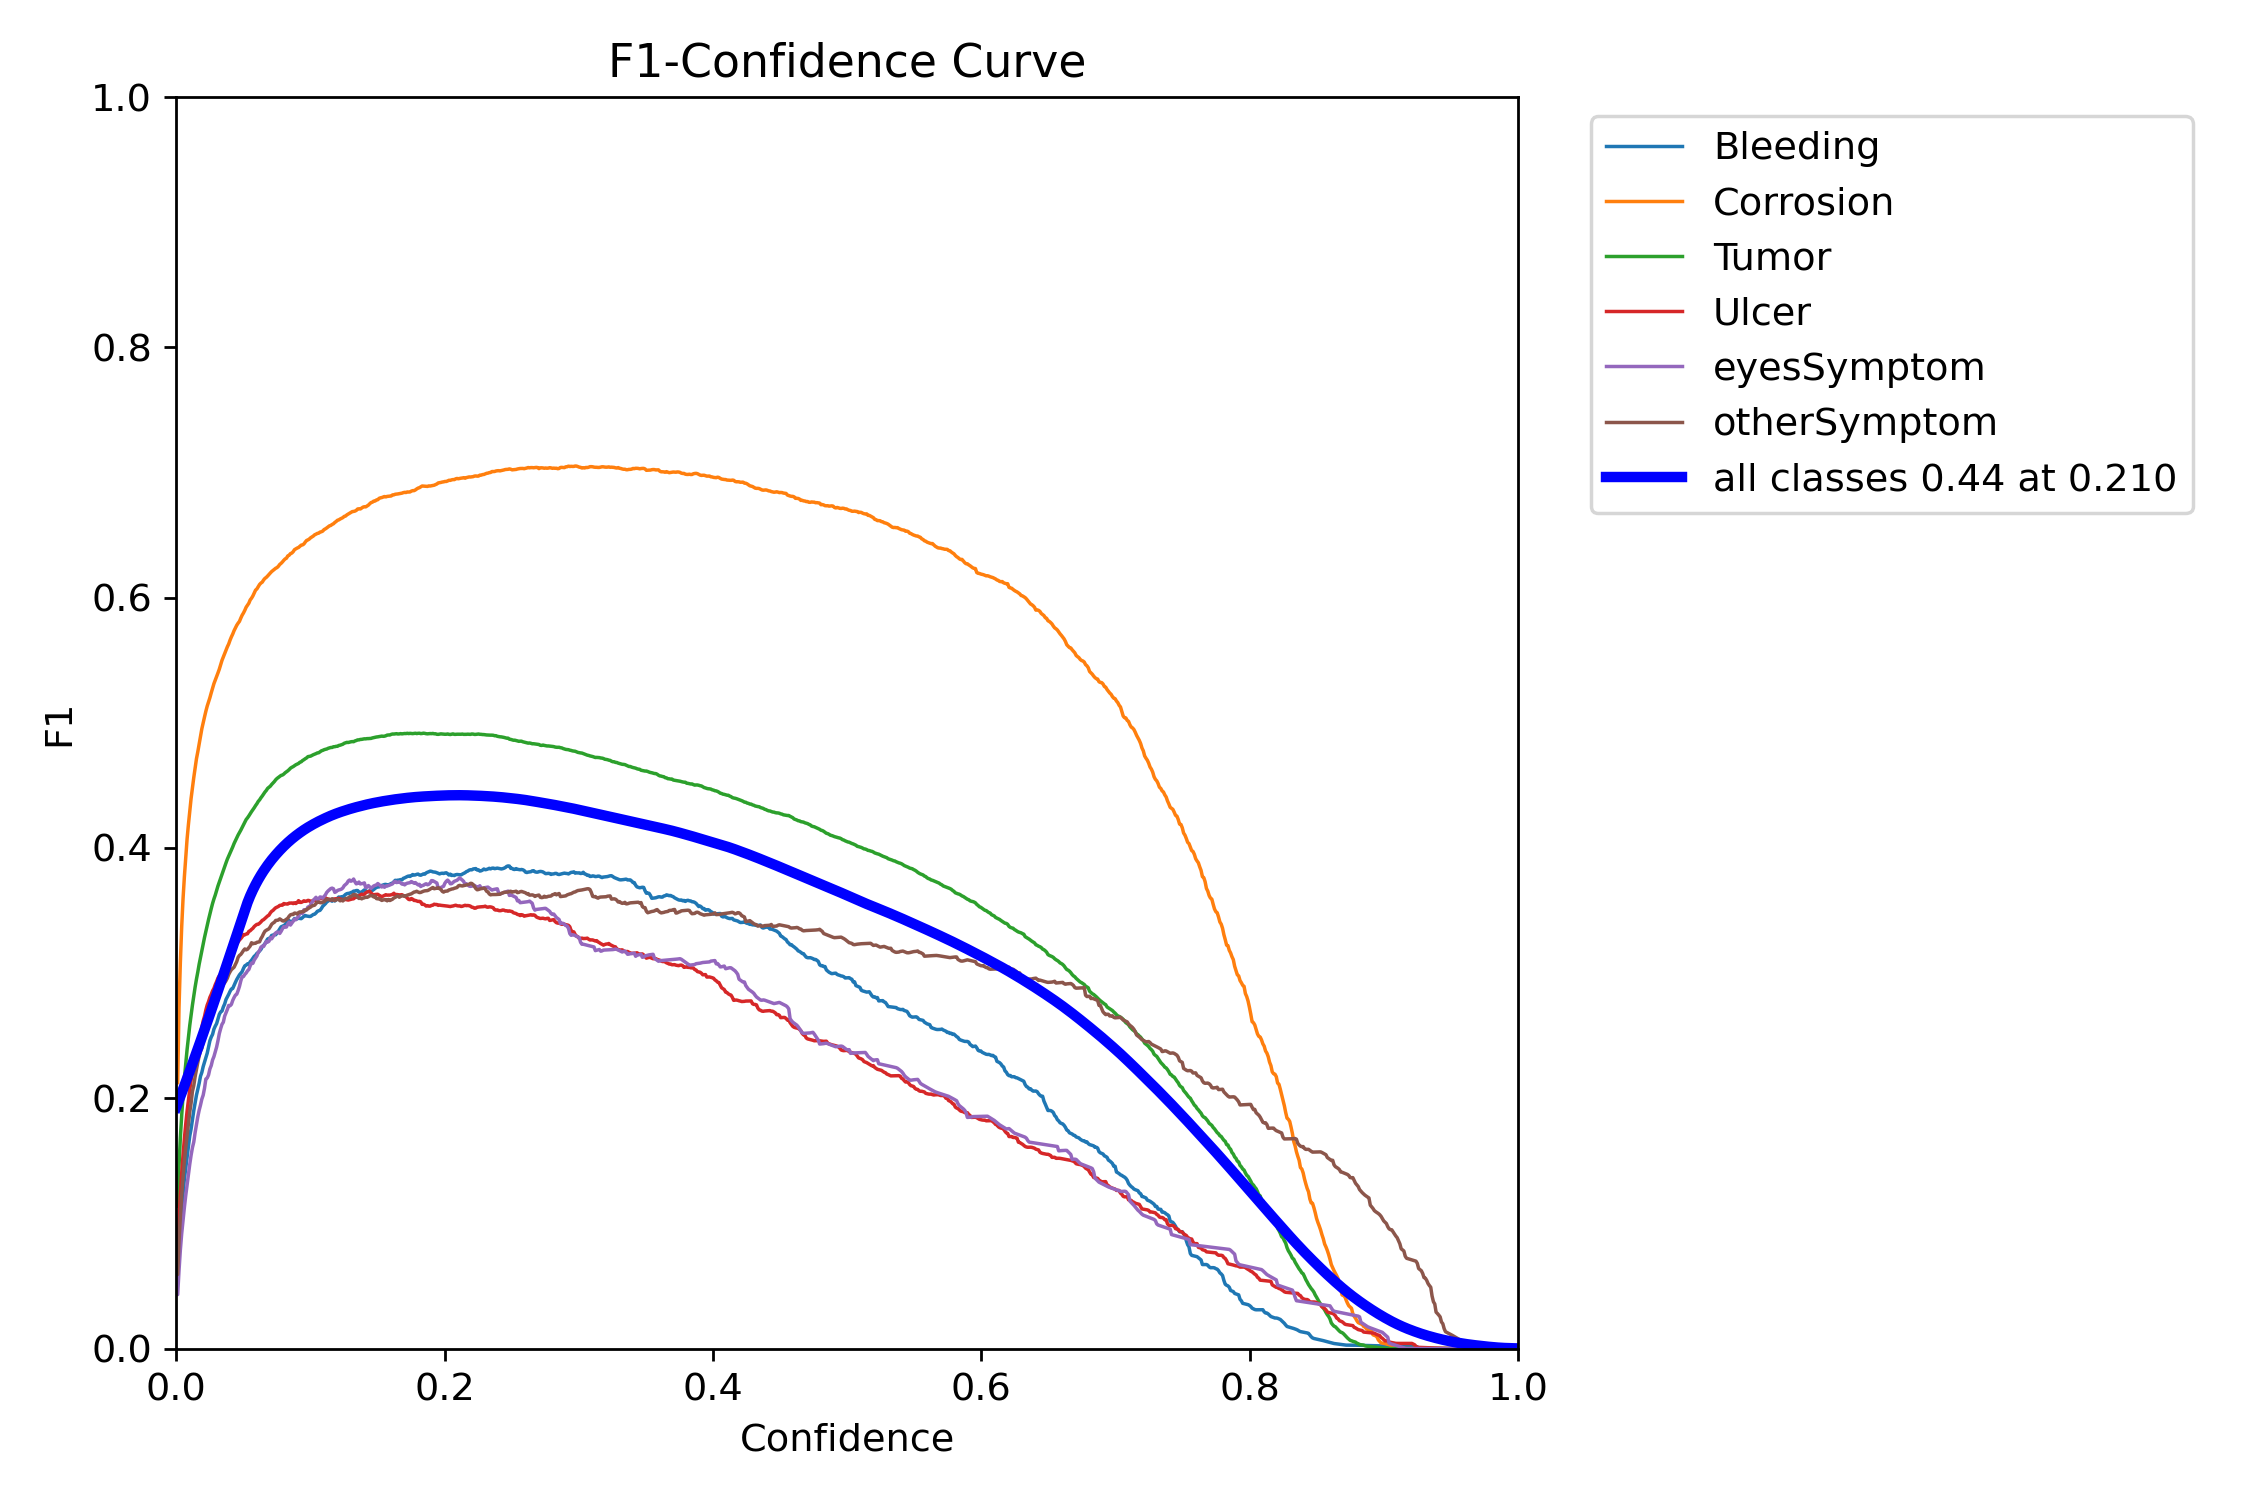 F1-Confidence Curve
1.0
0.8
0.6
0.4
0.2
0.0
F1
0.0 0.2 0.4 0.6 0.8 1.0
Confidence
Bleeding
Corrosion
Tumor
Ulcer
eyesSymptom
otherSymptom
all classes 0.44 at 0.210